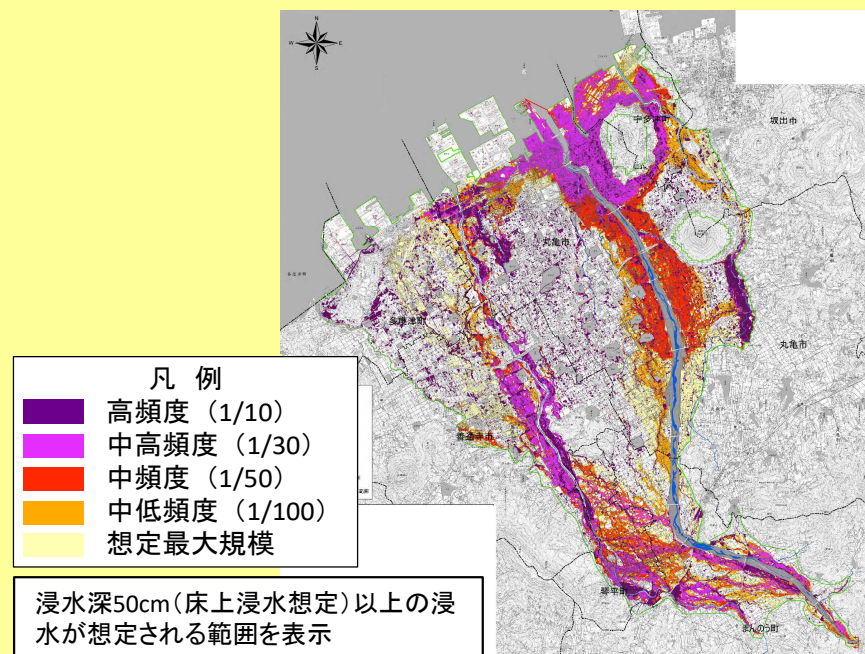 N
W
E
S
宇多津町
坂出市
丸亀市
多度津町
丸亀市
善通寺市
琴平町
まんのう町
凡 例
高頻度（1/10）
中高頻度（1/30）
中頻度（1/50）
中低頻度（1/100）
想定最大規模
浸水深50cm（床上浸水想定）以上の浸
水が想定される範囲を表示